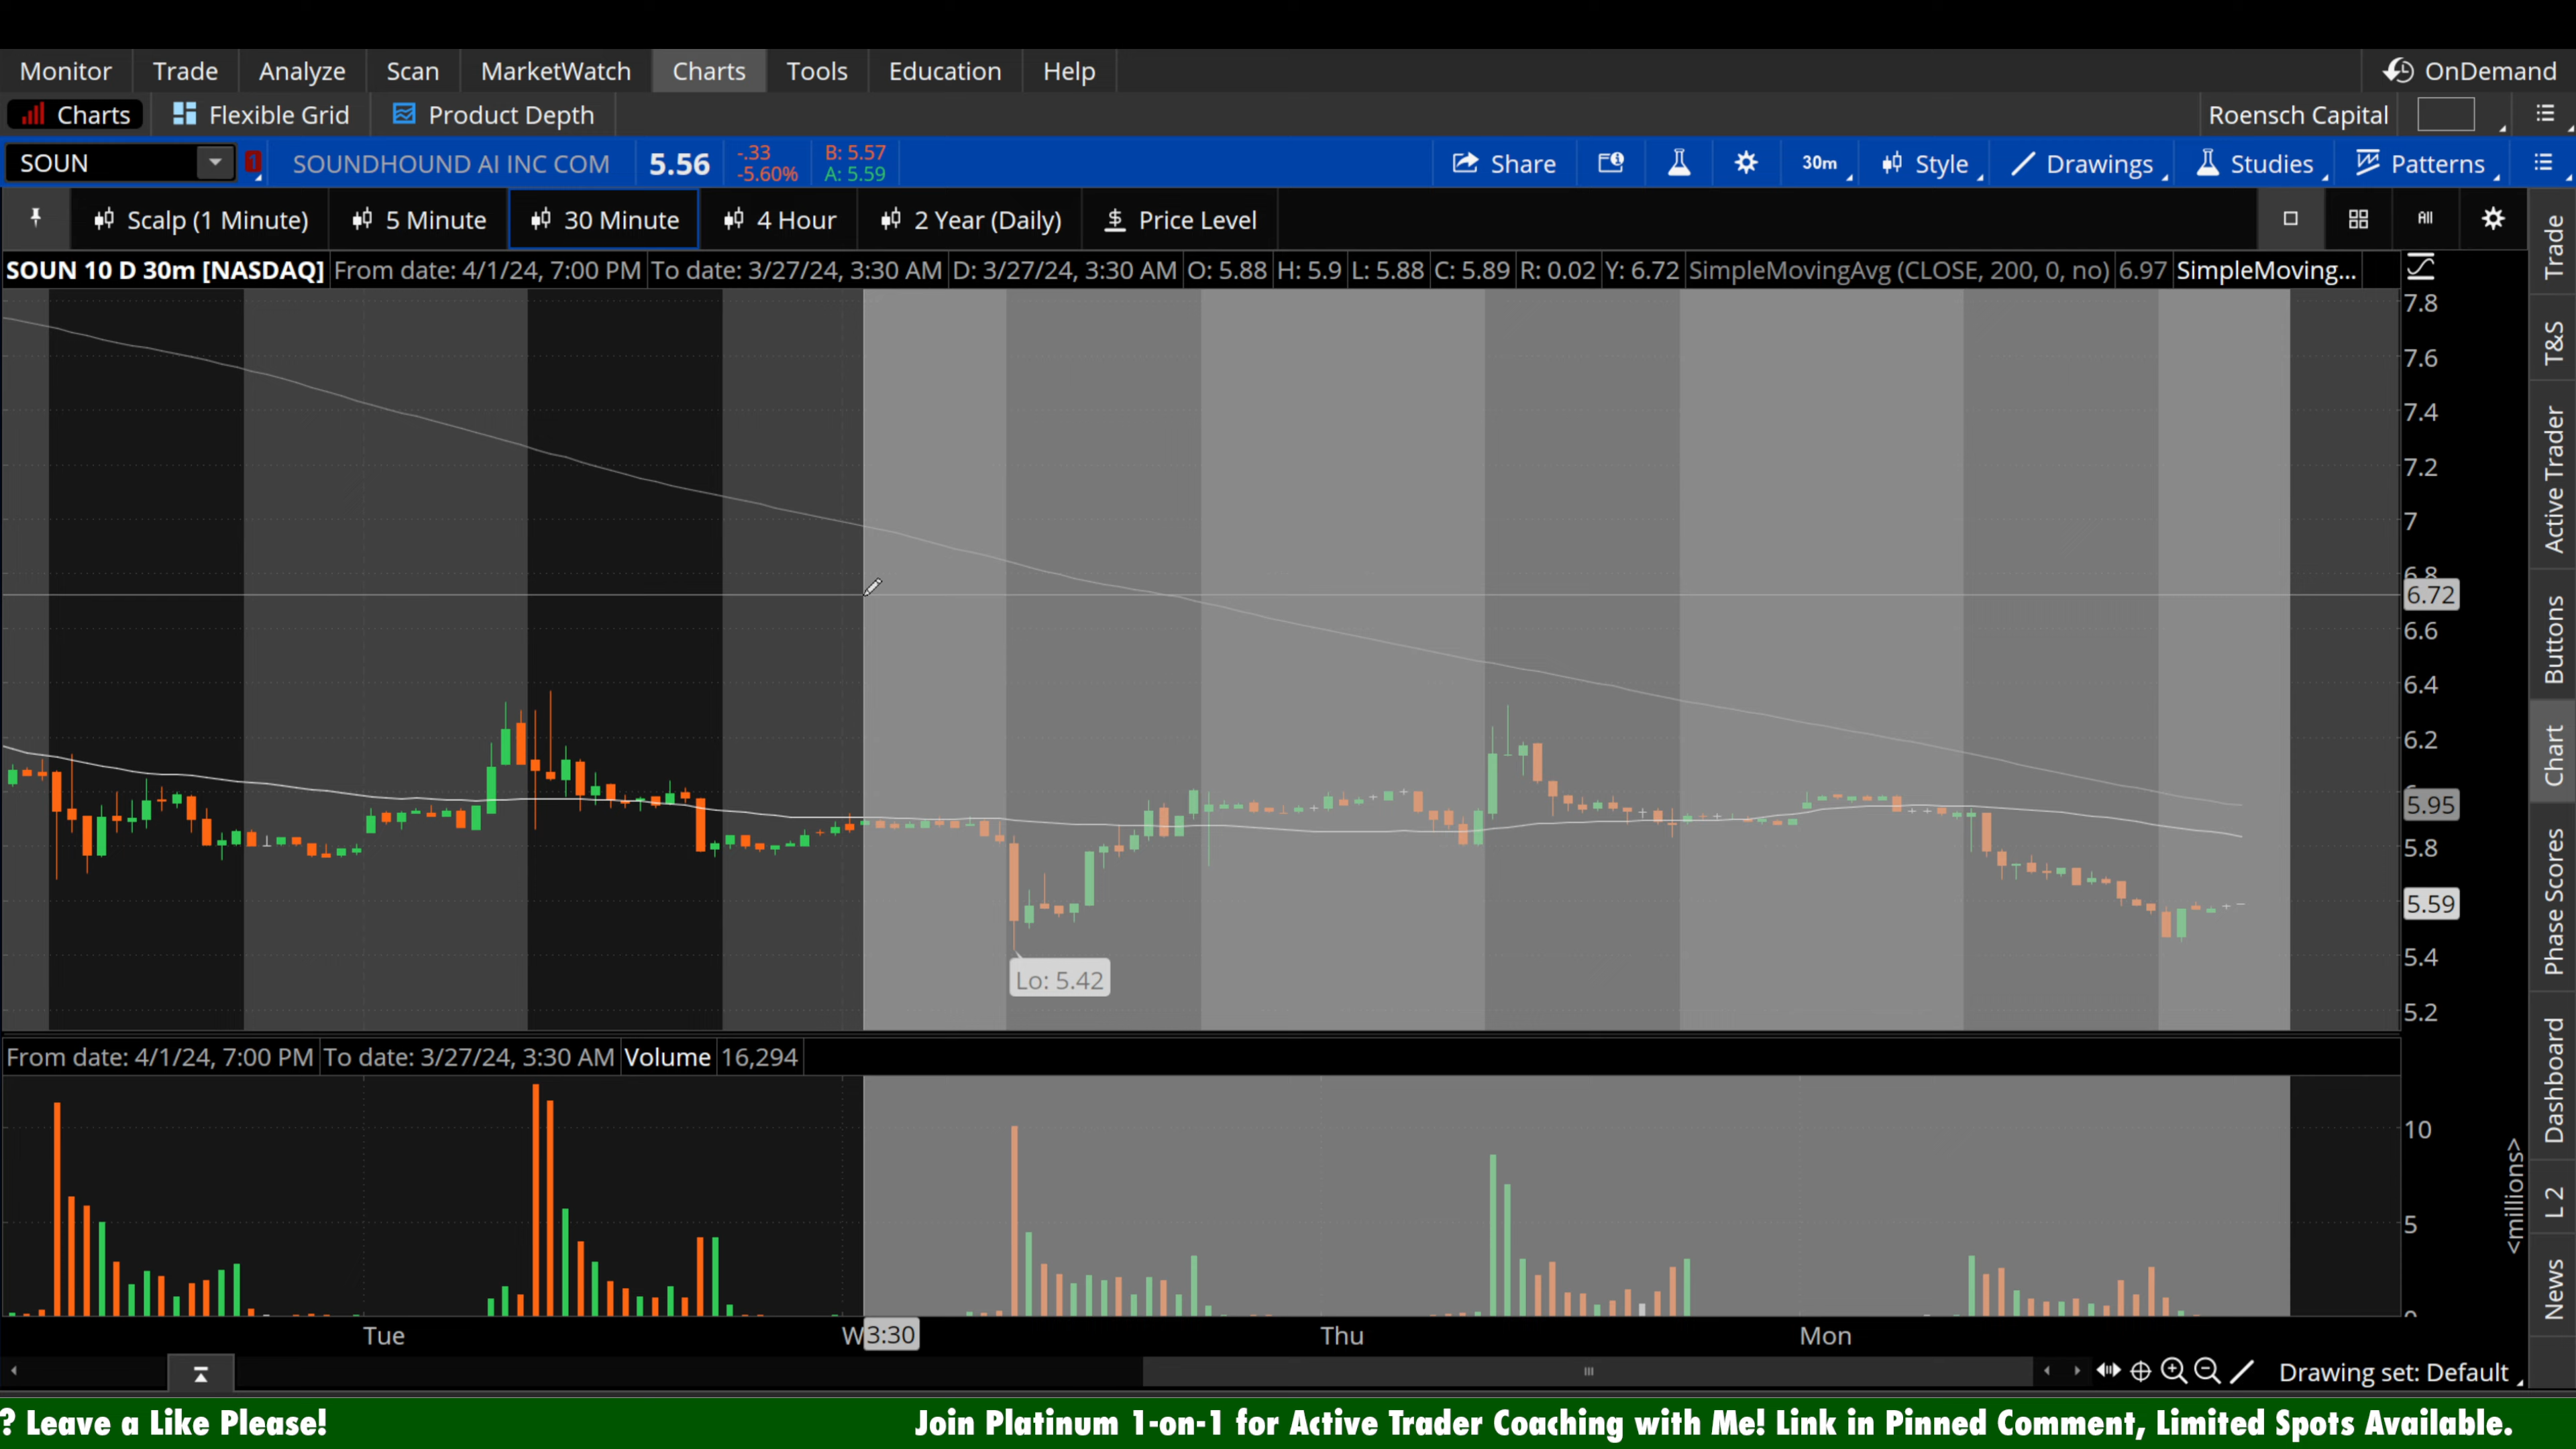 Monitor Trade Analyze Scan MarketWatch Charts Tools Education Help OnDemand
Charts Flexible Grid Product Depth Roensch Capital
SOUN 1 SOUNDHOUND AI INC COM 5.56 -.33 B: 5.57 Share 30m Style Drawings Studies Patterns
-5.60% A: 5.59
Scalp (1 Minute) 5 Minute 30 Minute 4 Hour 2 Year (Daily) $ Price Level All
SOUN 10 D 30m [NASDAQ] From date: 4/1/24, 7:00 PM To date: 3/27/24, 3:30 AM D: 3/27/24, 3:30 AM O: 5.88 H: 5.9 L: 5.88 C: 5.89 R: 0.02 Y: 6.72 SimpleMovingAvg (CLOSE, 200, 0, no) 6.97 SimpleMoving...
7.8
7.6
7.4
7.2
7
6.8
6.72
6.6
6.4
6.2
5.95
5.8
5.59
5.4
5.2
Lo: 5.42
From date: 4/1/24, 7:00 PM To date: 3/27/24, 3:30 AM Volume 16,294
10
5
<millions>
Tue 3:30 Thu Mon
Drawing set: Default
Trade
T&S
Active Trader
Buttons
Chart
Phase Scores
Dashboard
L 2
News
? Leave a Like Please! Join Platinum 1-on-1 for Active Trader Coaching with Me! Link in Pinned Comment, Limited Spots Available.